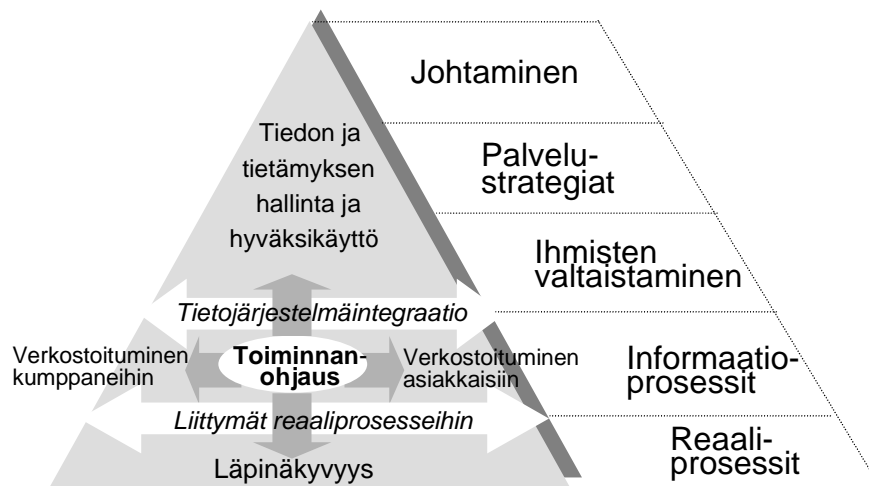 Johtaminen
Tiedon ja
tietämyksen
hallinta ja
hyväksikäyttö
Palvelu-
strategiat
Ihmisten
valtaistaminen
Tietojärjestelmäintegraatio
Verkostoituminen
kumppaneihin
Toiminnan-
ohjaus
Verkostoituminen
asiakkaisiin
Informaatio-
prosessit
Liittymät reaaliprosesseihin
Läpinäkyvyys
Reaali-
prosessit